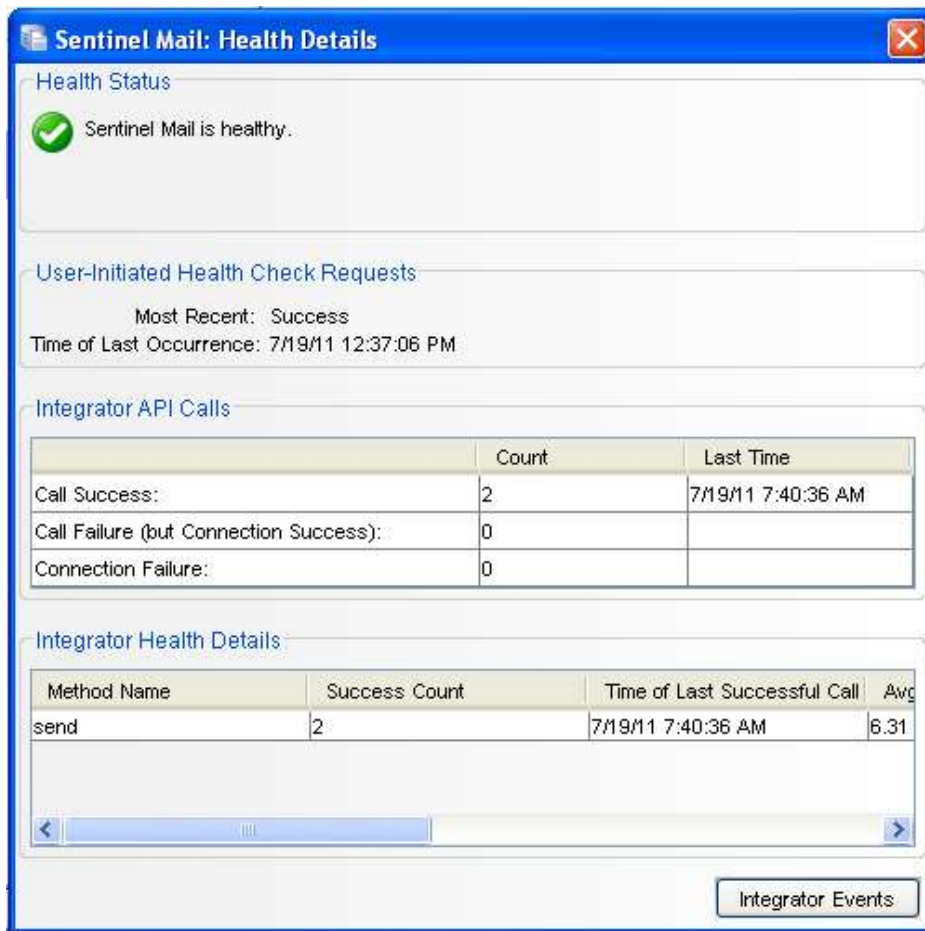 Sentinel Mail: Health Details
Health Status
Sentinel Mail is healthy.
User-Initiated Health Check Requests
Most Recent: Success
Time of Last Occurrence: 7/19/11 12:37:06 PM
Integrator API Calls
Count Last Time
Call Success: 2 7/19/11 7:40:36 AM
Call Failure (but Connection Success): 0
Connection Failure: 0
Integrator Health Details
Method Name Success Count Time of Last Successful Call Avg
send 2 7/19/11 7:40:36 AM 6.31
Integrator Events